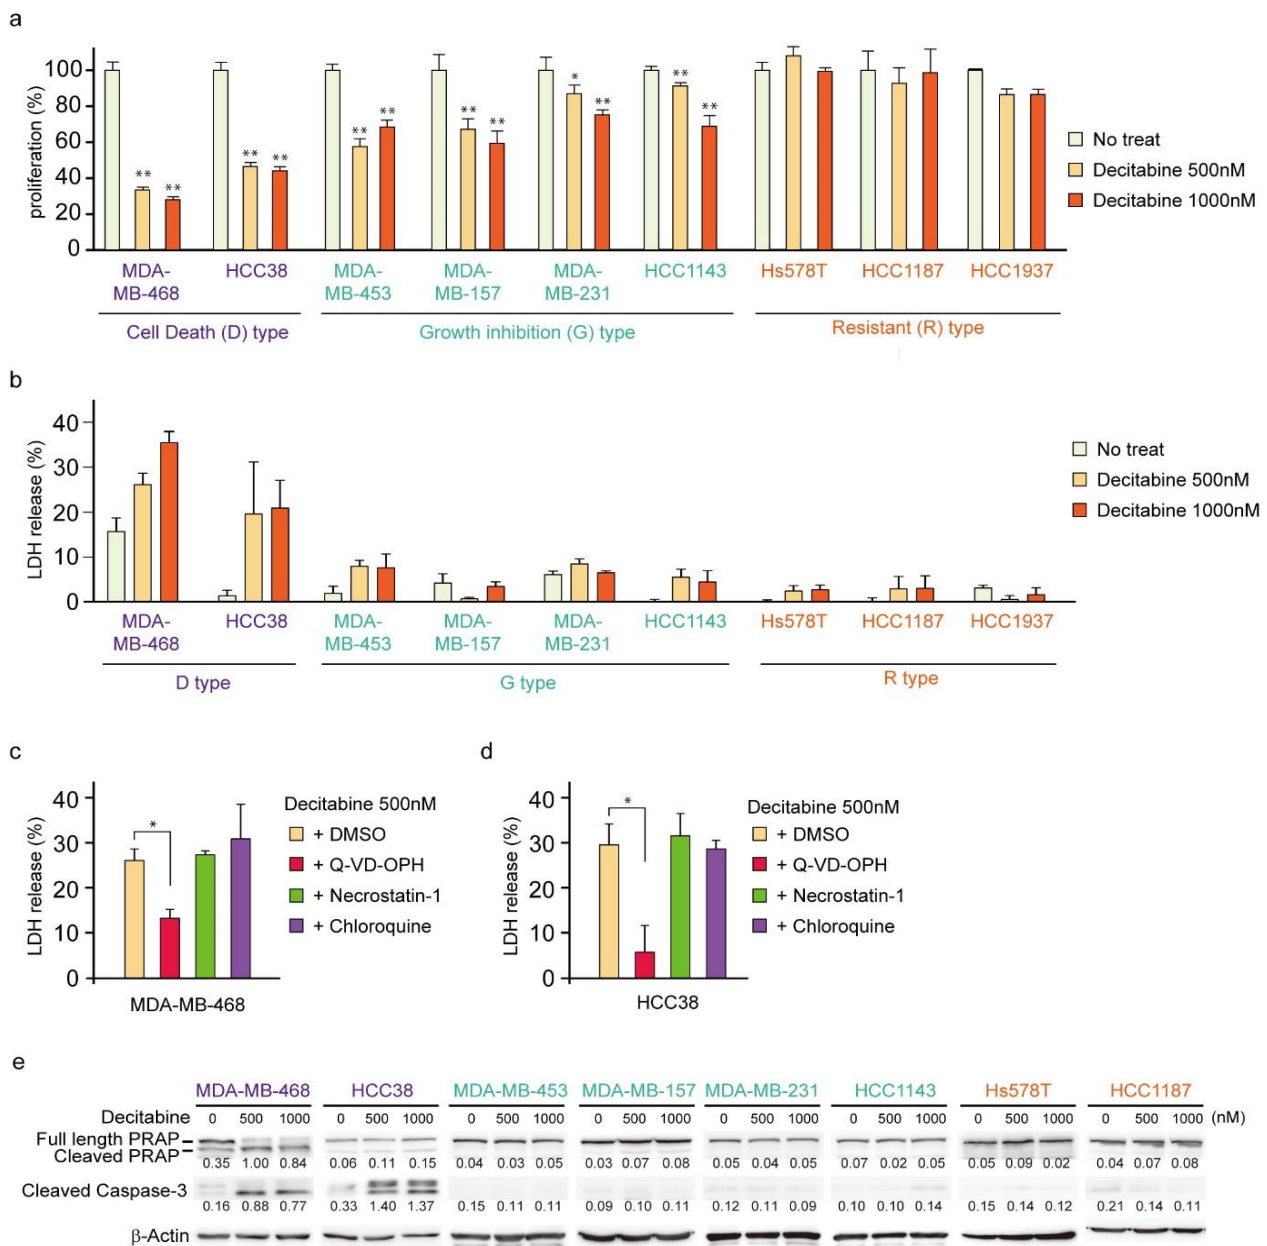 a
proliferation (%)
100
80
60
40
20
0
** ** ** ** ** ** ** ** * ** ** **
No treat
Decitabine 500nM
Decitabine 1000nM
MDA-MB-468 HCC38 MDA-MB-453 MDA-MB-157 MDA-MB-231 HCC1143 Hs578T HCC1187 HCC1937
Cell Death (D) type Growth inhibition (G) type Resistant (R) type
b
LDH release (%)
40
30
20
10
0
No treat
Decitabine 500nM
Decitabine 1000nM
MDA-MB-468 HCC38 MDA-MB-453 MDA-MB-157 MDA-MB-231 HCC1143 Hs578T HCC1187 HCC1937
D type G type R type
c
LDH release (%)
40
30
20
10
0
*
Decitabine 500nM
+ DMSO
+ Q-VD-OPH
+ Necrostatin-1
+ Chloroquine
MDA-MB-468
d
LDH release (%)
40
30
20
10
0
*
Decitabine 500nM
+ DMSO
+ Q-VD-OPH
+ Necrostatin-1
+ Chloroquine
HCC38
e
MDA-MB-468 HCC38 MDA-MB-453 MDA-MB-157 MDA-MB-231 HCC1143 Hs578T HCC1187
Decitabine 0 500 1000 0 500 1000 0 500 1000 0 500 1000 0 500 1000 0 500 1000 0 500 1000 0 500 1000 (nM)
Full length PRAP
Cleaved PRAP
0.35 1.00 0.84 0.06 0.11 0.15 0.04 0.03 0.05 0.03 0.07 0.08 0.05 0.04 0.05 0.07 0.02 0.05 0.05 0.09 0.02 0.04 0.07 0.08
Cleaved Caspase-3
0.16 0.88 0.77 0.33 1.40 1.37 0.15 0.11 0.11 0.09 0.10 0.11 0.12 0.11 0.09 0.10 0.10 0.14 0.15 0.14 0.12 0.21 0.14 0.11
β-Actin